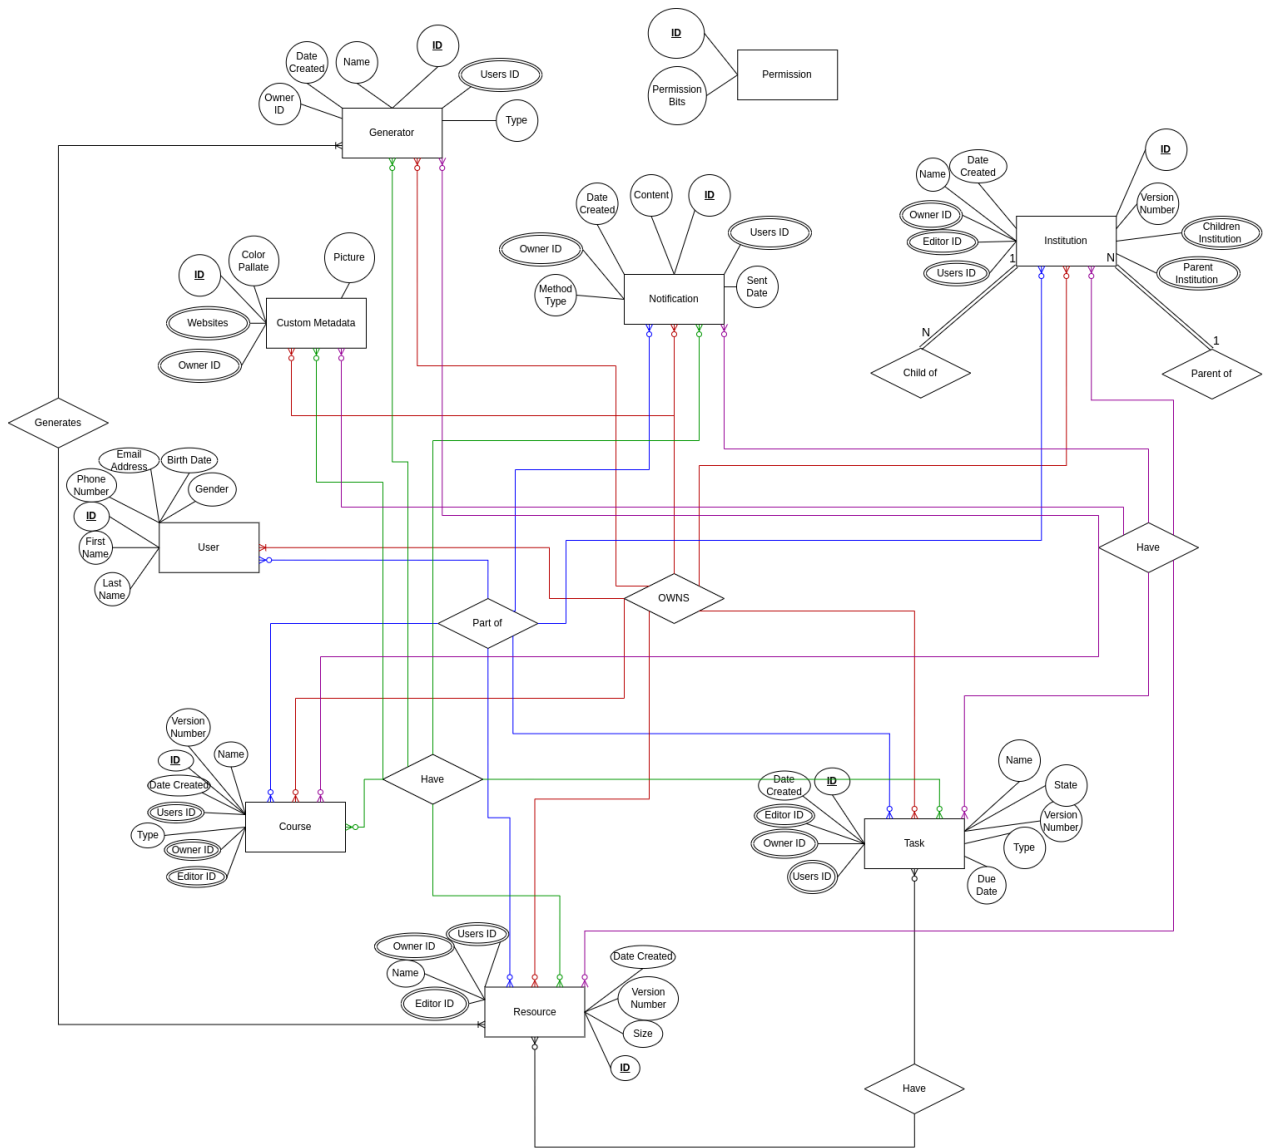 ID
Permission
Bits
Permission
Date
Created
Name
ID
Users ID
Owner
ID
Type
Generator
Name
Date
Created
ID
Owner ID
Version
Number
Editor ID
Institution
Children
Institution
Users ID
Parent
Institution
1
N
N
1
Child of
Parent of
Date
Created
Content
ID
Users ID
Owner ID
Method
Type
Notification
Sent
Date
ID
Color
Pallate
Picture
Websites
Custom Metadata
Owner ID
Generates
Email
Address
Birth Date
Phone
Number
Gender
ID
First
Name
User
Last
Name
Have
OWNS
Part of
Have
Version
Number
Name
ID
Date Created
Users ID
Type
Course
Owner ID
Editor ID
Date
Created
ID
Name
State
Editor ID
Version
Number
Owner ID
Task
Type
Users ID
Due
Date
Owner ID
Users ID
Name
Editor ID
Resource
Date Created
Version
Number
Size
ID
Have